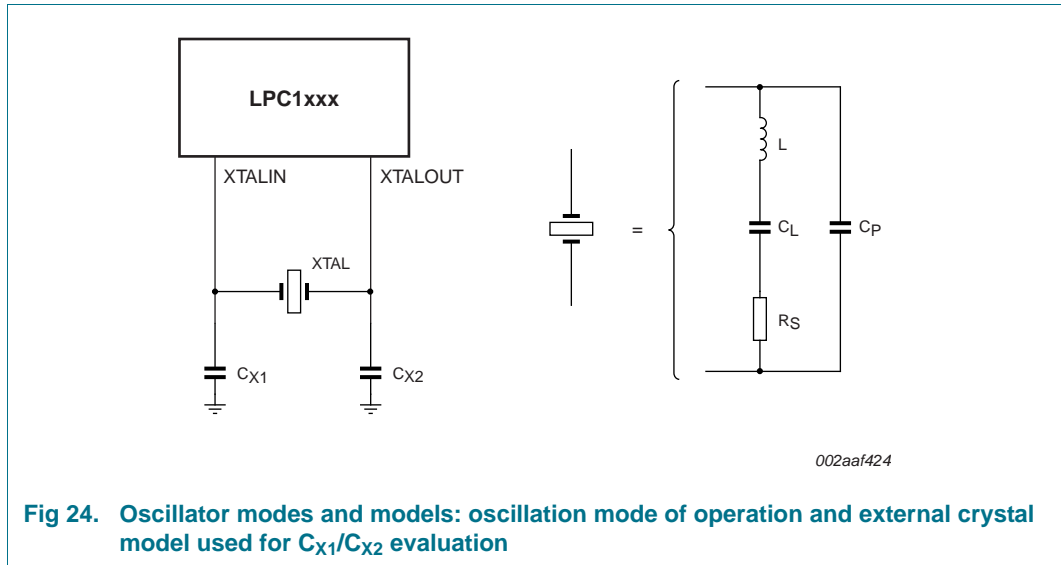 LPC1xxx
XTALIN
XTALOUT
XTAL
CX1
CX2
=
L
CL
CP
RS
002aaf424
Fig 24. Oscillator modes and models: oscillation mode of operation and external crystal
model used for CX1/CX2 evaluation